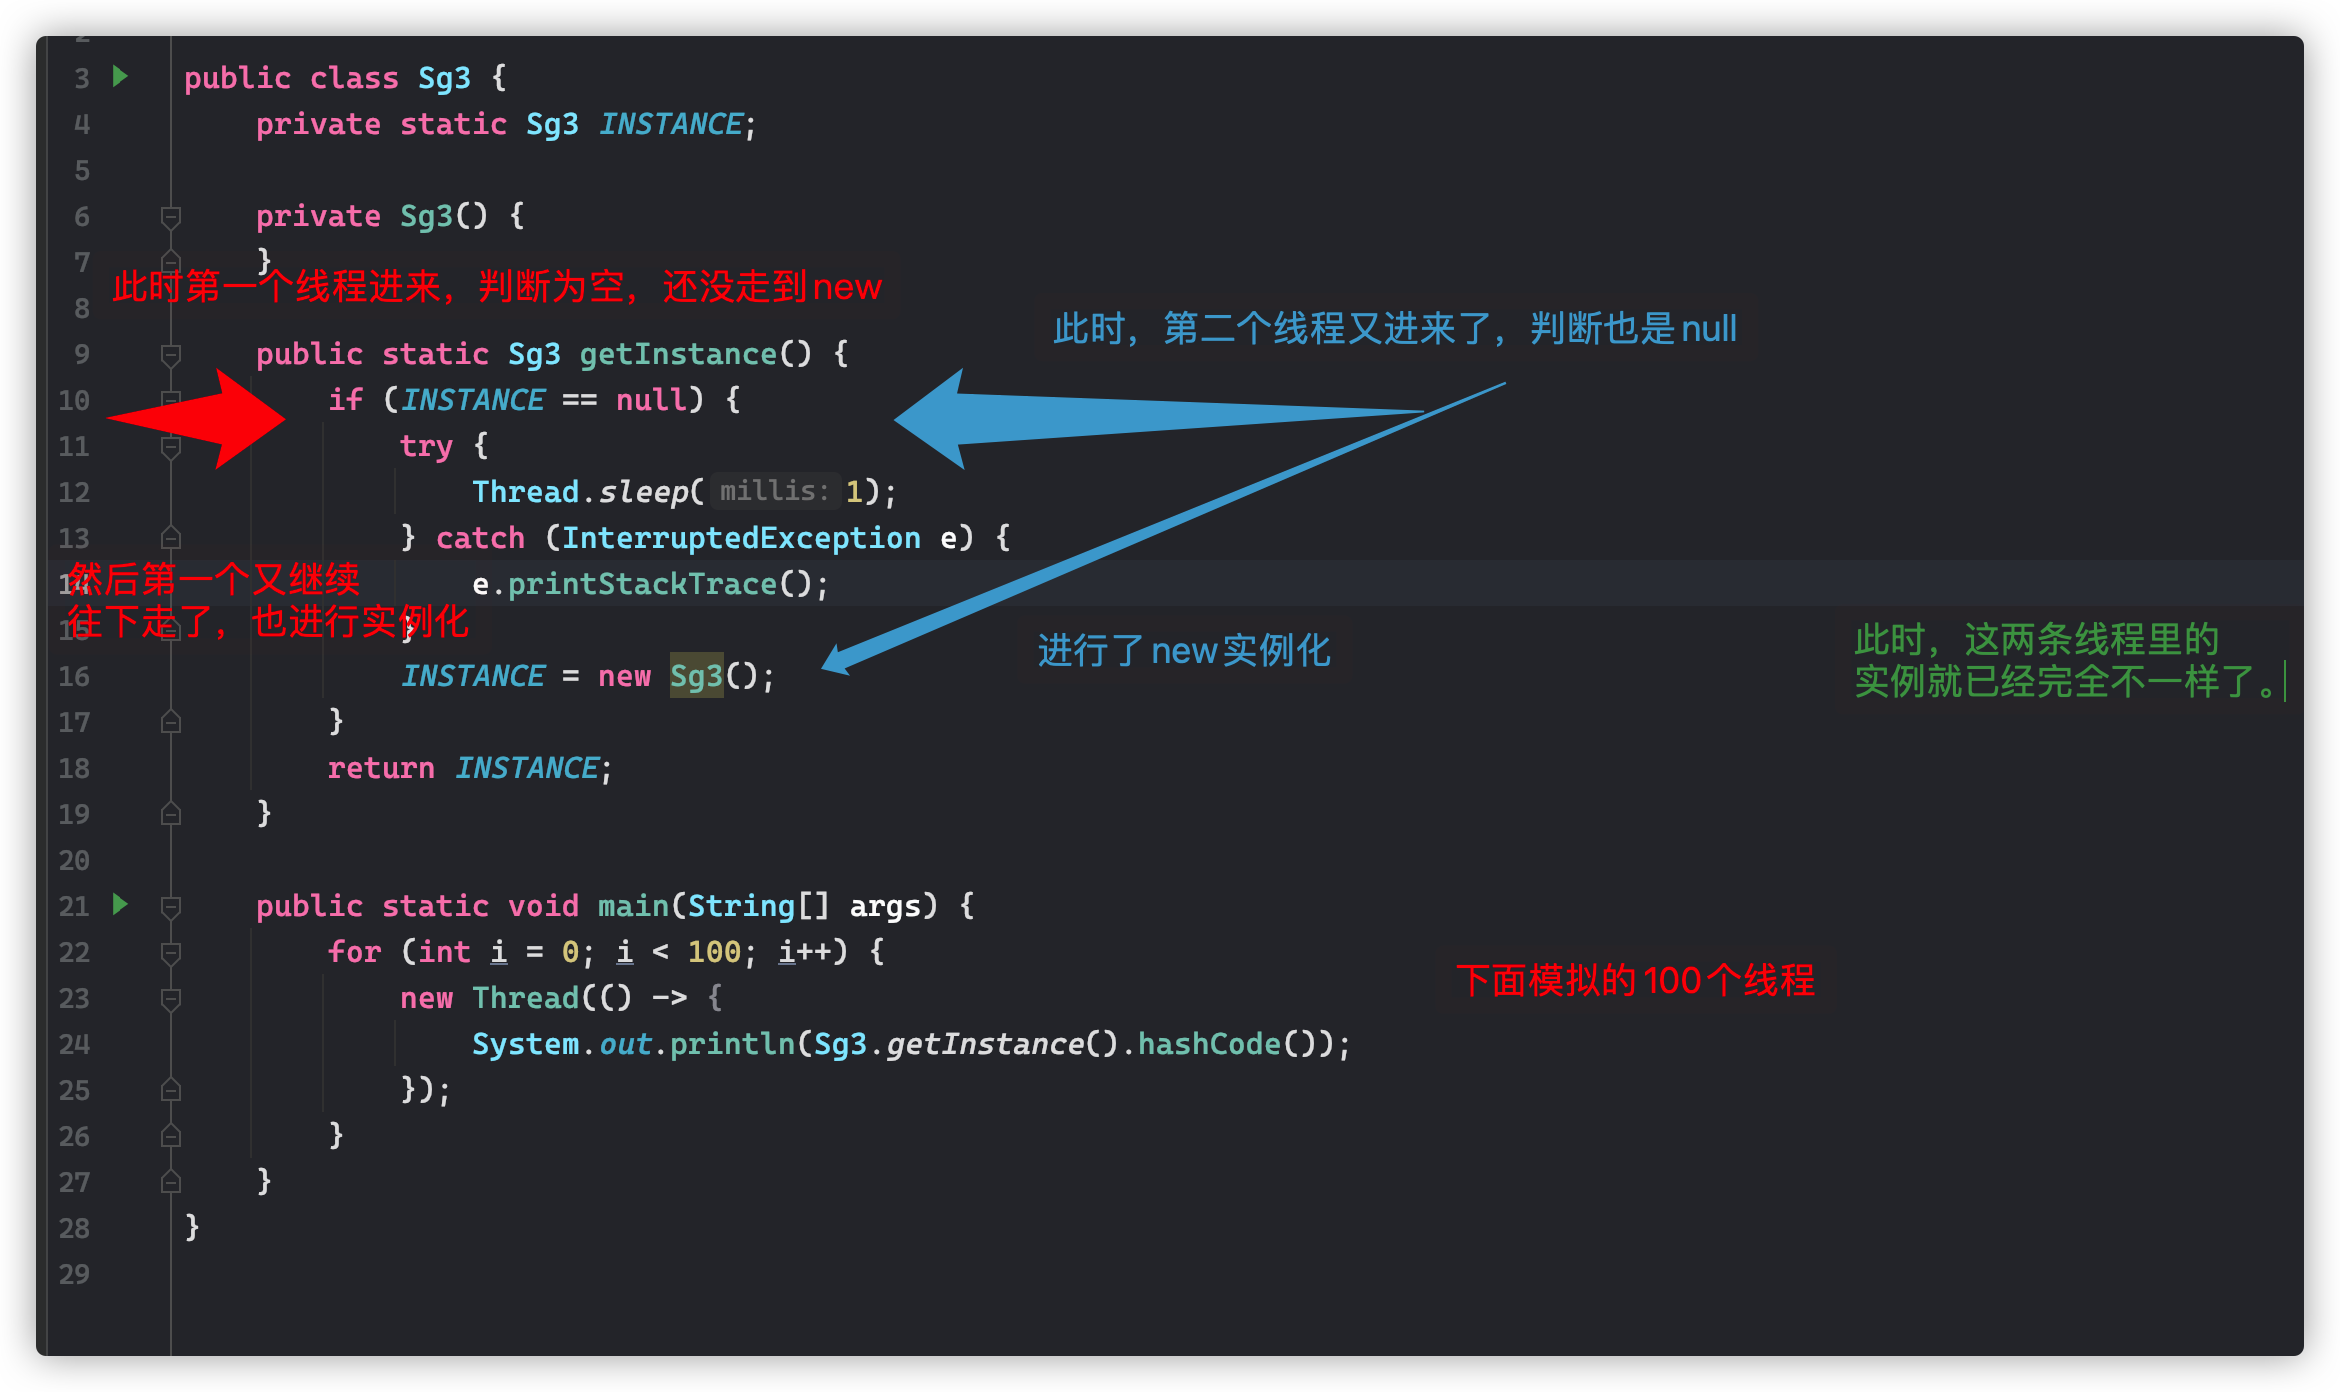 2
3 public class Sg3 {
4 private static Sg3 INSTANCE;
5
6 private Sg3() {
7 }
此时第一个线程进来，判断为空，还没走到new
8
此时，第二个线程又进来了，判断也是null
9 public static Sg3 getInstance() {
10 if (INSTANCE == null) {
11 try {
12 Thread.sleep( millis: 1);
13 } catch (InterruptedException e) {
然后第一个又继续
14 e.printStackTrace();
往下走了，也进行实例化
15 }
进行了new实例化
此时，这两条线程里的
实例就已经完全不一样了。
16 INSTANCE = new Sg3();
17 }
18 return INSTANCE;
19 }
20
21 public static void main(String[] args) {
22 for (int i = 0; i < 100; i++) {
下面模拟的100个线程
23 new Thread(() -> {
24 System.out.println(Sg3.getInstance().hashCode());
25 });
26 }
27 }
28 }
29